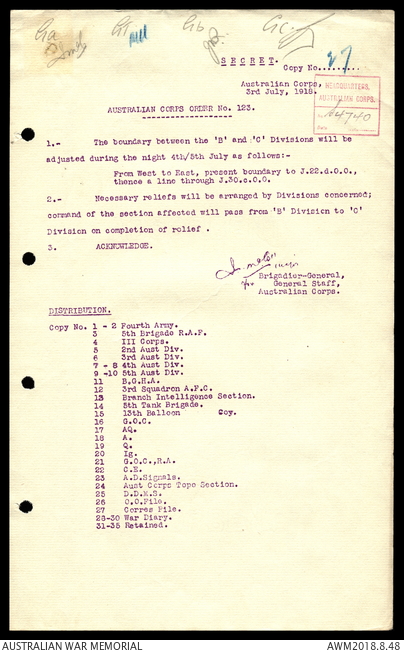 Ga G1 Gb Gc
SECRET.
Copy No. 27
Australian Corps.
3rd July, 1918.
HEADQUARTERS,
AUSTRALIAN CORPS.
4740
AUSTRALIAN CORPS ORDER No. 123.
1.- The boundary between the 'B' and 'C' Divisions will be
adjusted during the night 4th/5th July as follows:-
From West to East, present boundary to J.22.d.0.0.,
thence a line through J.30.c.0.0.
2.- Necessary reliefs will be arranged by Divisions concerned;
command of the section affected will pass from 'B' Division to 'C'
Division on completion of relief .
3. ACKNOWLEDGE.
Brigadier-General,
General Staff,
Australian Corps.
DISTRIBUTION.
Copy No. 1 - 2 Fourth Army.
3 5th Brigade R.A.F.
4 III Corps.
5 2nd Aust Div.
6 3rd Aust Div.
7 - 8 4th Aust Div.
9 -10 5th Aust Div.
11 B.G.H.A.
12 3rd Squadron A.F.C.
13 Branch Intelligence Section.
14 5th Tank Brigade.
15 13th Balloon Coy.
16 G.O.C.
17 AQ.
18 A.
19 Q.
20 Ig.
21 G.O.C.,R.A.
22 C.E.
23 A.D.Signals.
24 Aust Corps Topo Section.
25 D.D.M.S.
26 O.O.File.
27 Corres File.
28-30 War Diary.
31-35 Retained.
AUSTRALIAN WAR MEMORIAL
AWM2018.8.48